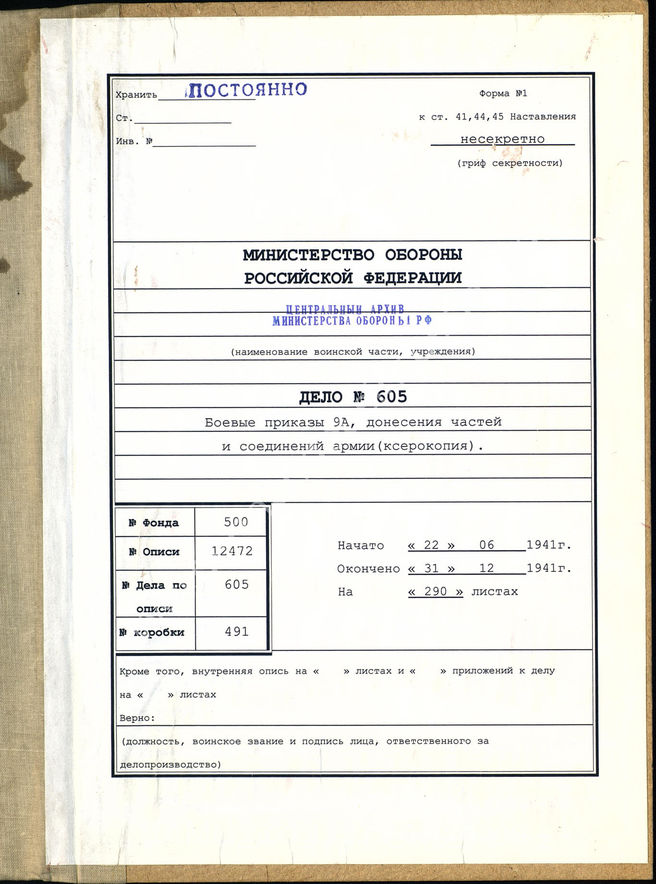 Хранить ПОСТОЯННО
Форма №1
Ст.
к ст. 41,44,45 Наставления
Инв. №
несекретно
(гриф секретности)
МИНИСТЕРСТВО ОБОРОНЫ
РОССИЙСКОЙ ФЕДЕРАЦИИ
ЦЕНТРАЛЬНЫЙ АРХИВ
МИНИСТЕРСТВА ОБОРОНЫ РФ
(наименование воинской части, учреждения)
ДЕЛО № 605
Боевые приказы 9А, донесения частей
и соединений армии(ксерокопия).
№ Фонда 500
№ Описи 12472
№ Дела по 605
описи
№ коробки 491
Начато « 22 » 06 1941г.
Окончено « 31 » 12 1941г.
На « 290 » листах
Кроме того, внутренняя опись на « » листах и « » приложений к делу
на « » листах
Верно:
(должность, воинское звание и подпись лица, ответственного за
делопроизводство)